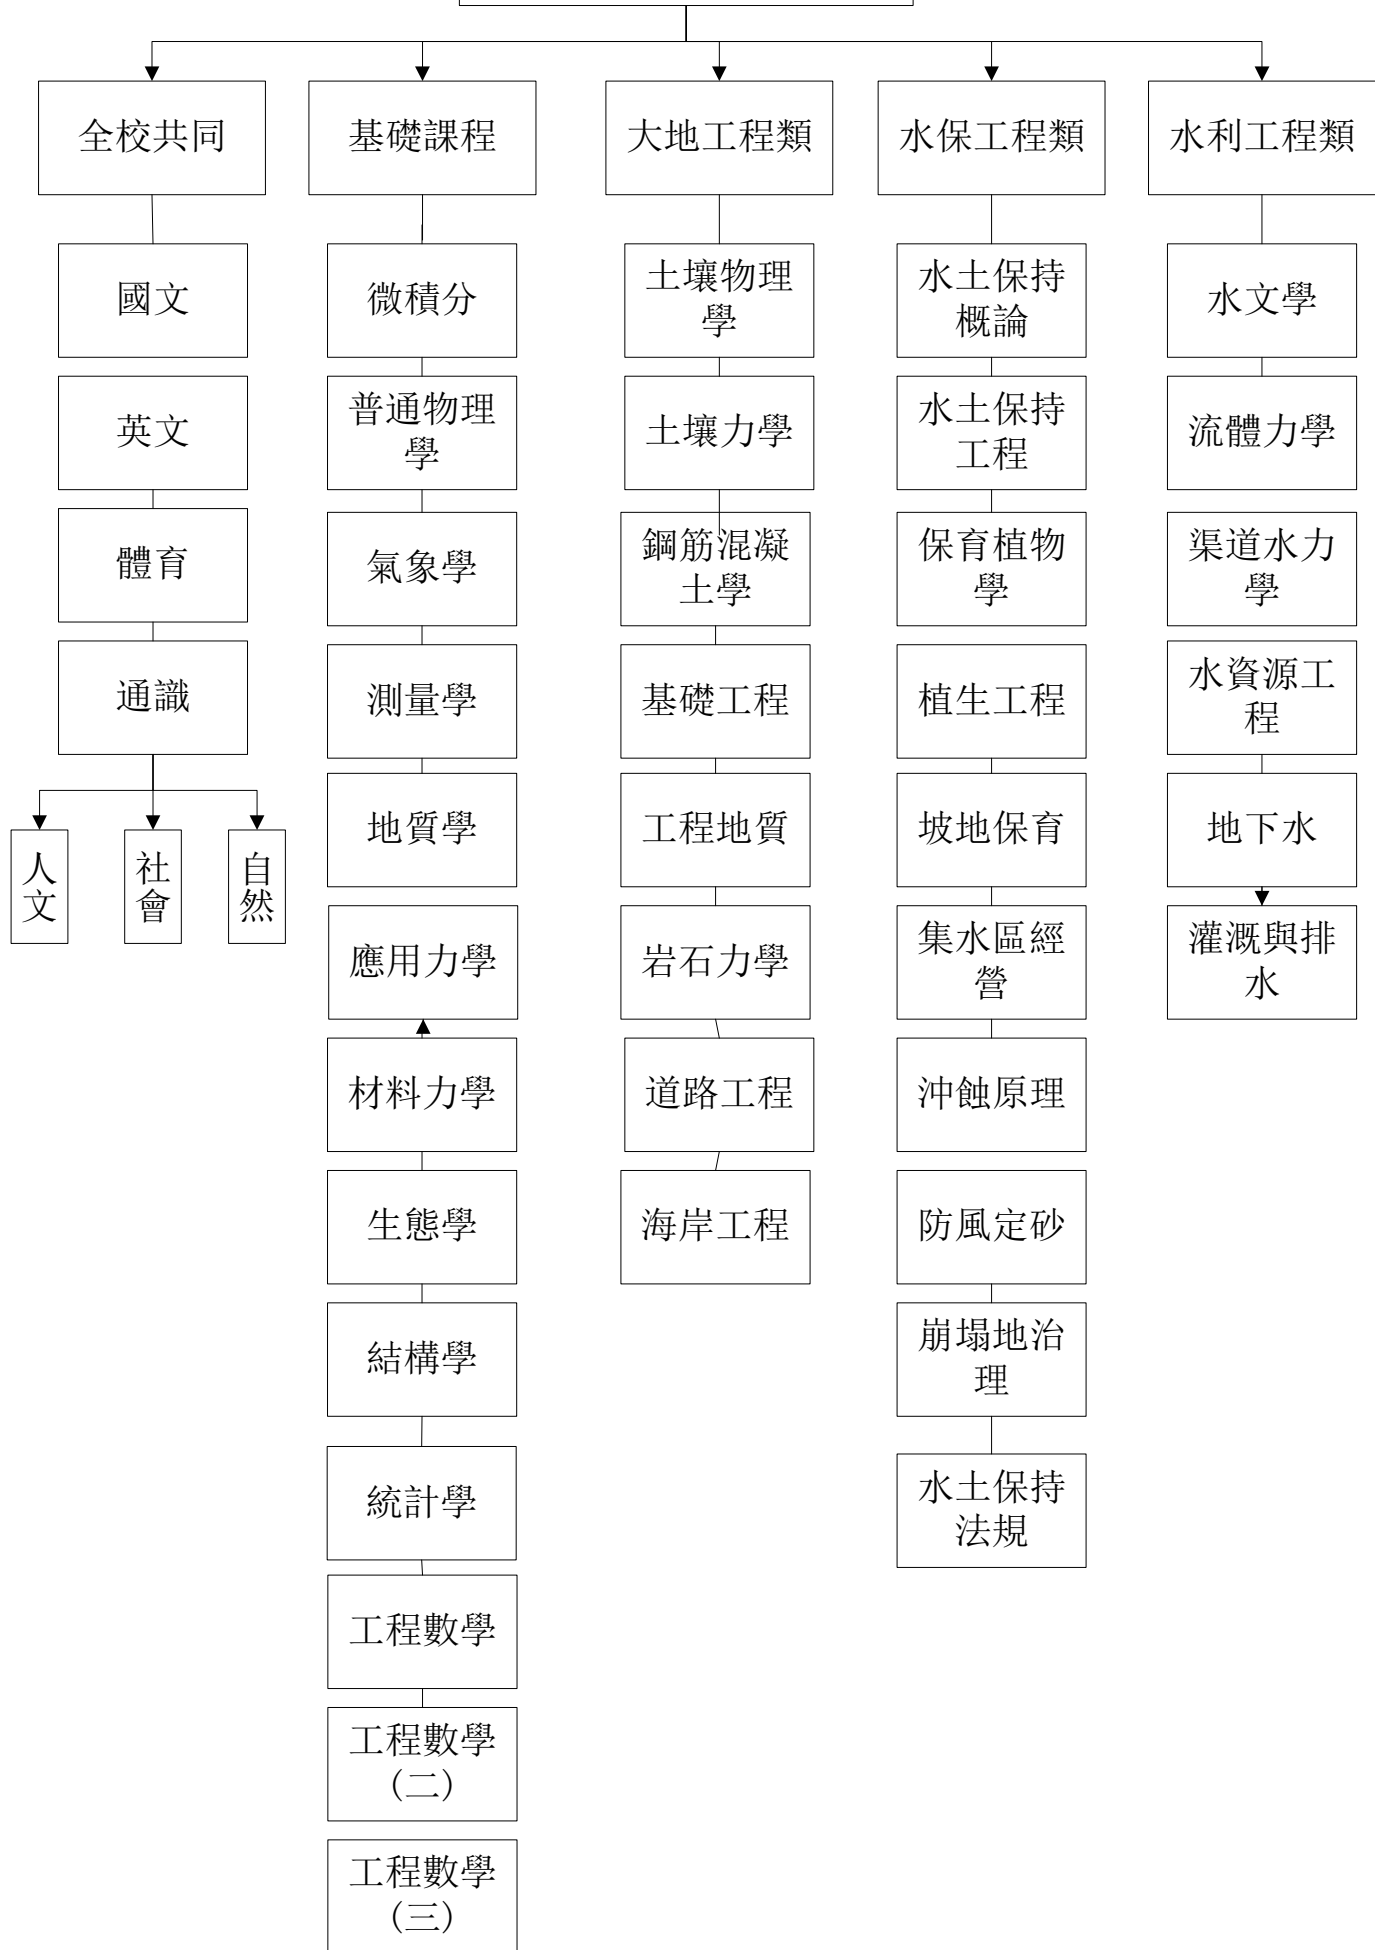 全校共同
基礎課程
大地工程類
水保工程類
水利工程類
國文
英文
體育
通識
人文
社會
自然
微積分
普通物理
學
氣象學
測量學
地質學
應用力學
材料力學
生態學
結構學
統計學
工程數學
工程數學
(二)
工程數學
(三)
土壤物理
學
土壤力學
鋼筋混凝
土學
基礎工程
工程地質
岩石力學
道路工程
海岸工程
水土保持
概論
水土保持
工程
保育植物
學
植生工程
坡地保育
集水區經
營
沖蝕原理
防風定砂
崩塌地治
理
水土保持
法規
水文學
流體力學
渠道水力
學
水資源工
程
地下水
灌溉與排
水